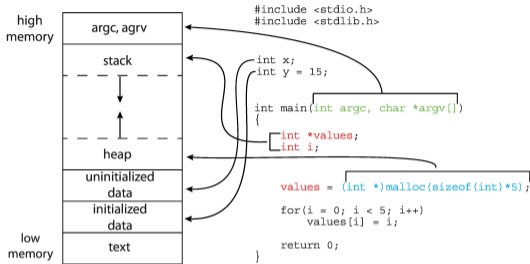 high
memory
argc, agrv
stack
heap
uninitialized
data
initialized
data
low
memory
text
#include <stdio.h>
#include <stdlib.h>
int x;
int y = 15;
int main(int argc, char *argv[])
{
int *values;
int i;
values = (int *)malloc(sizeof(int)*5);
for(i = 0; i < 5; i++)
values[i] = i;
return 0;
}